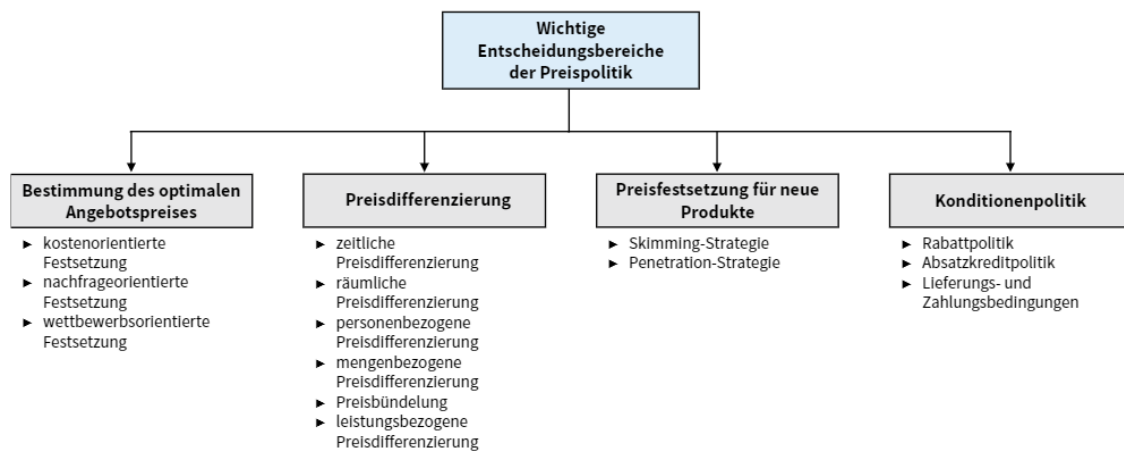 Wichtige
Entscheidungsbereiche
der Preispolitik
Bestimmung des optimalen
Angebotspreises
► kostenorientierte
Festsetzung
► nachfrageorientierte
Festsetzung
► wettbewerbsorientierte
Festsetzung
Preisdifferenzierung
► zeitliche
Preisdifferenzierung
► räumliche
Preisdifferenzierung
► personenbezogene
Preisdifferenzierung
► mengenbezogene
Preisdifferenzierung
► Preisbündelung
► leistungsbezogene
Preisdifferenzierung
Preisfestsetzung für neue
Produkte
► Skimming-Strategie
► Penetration-Strategie
Konditionenpolitik
► Rabattpolitik
► Absatzkreditpolitik
► Lieferungs- und
Zahlungsbedingungen